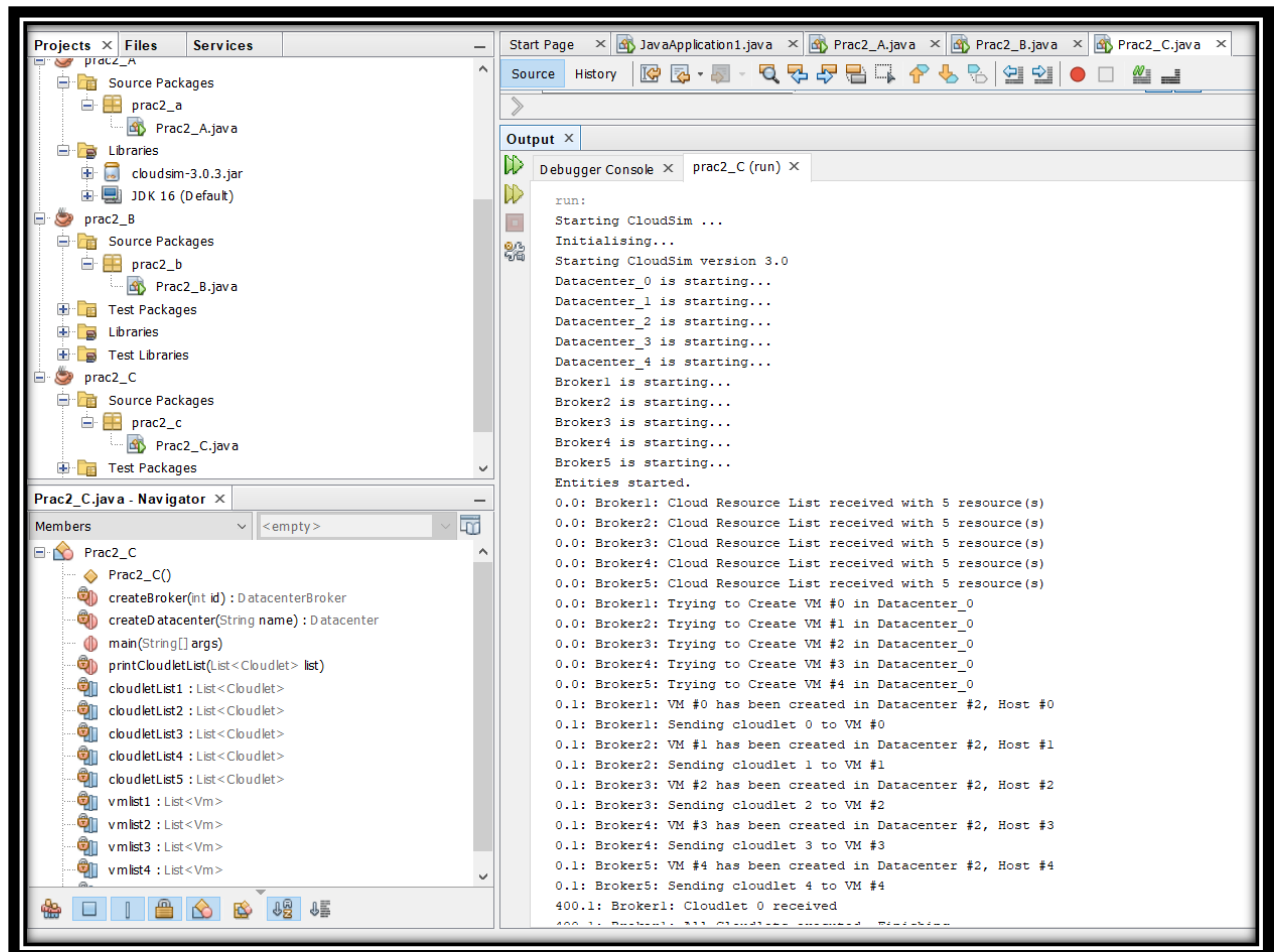 Projects × Files Services
prac2_A
Source Packages
prac2_a
Prac2_A.java
Libraries
cloudsim-3.0.3.jar
JDK 16 (Default)
prac2_B
Source Packages
prac2_b
Prac2_B.java
Test Packages
Libraries
Test Libraries
prac2_C
Source Packages
prac2_c
Prac2_C.java
Test Packages
Prac2_C.java - Navigator ×
Members <empty>
Prac2_C
Prac2_C()
createBroker(int id) : DatacenterBroker
createDatacenter(String name) : Datacenter
main(String[] args)
printCloudletList(List<Cloudlet> list)
cloudletList1 : List<Cloudlet>
cloudletList2 : List<Cloudlet>
cloudletList3 : List<Cloudlet>
cloudletList4 : List<Cloudlet>
cloudletList5 : List<Cloudlet>
vmlist1 : List<Vm>
vmlist2 : List<Vm>
vmlist3 : List<Vm>
vmlist4 : List<Vm>
Start Page × JavaApplication1.java × Prac2_A.java × Prac2_B.java × Prac2_C.java ×
Source History
Output ×
Debugger Console × prac2_C (run) ×
run:
Starting CloudSim ...
Initialising...
Starting CloudSim version 3.0
Datacenter_0 is starting...
Datacenter_1 is starting...
Datacenter_2 is starting...
Datacenter_3 is starting...
Datacenter_4 is starting...
Broker1 is starting...
Broker2 is starting...
Broker3 is starting...
Broker4 is starting...
Broker5 is starting...
Entities started.
0.0: Broker1: Cloud Resource List received with 5 resource(s)
0.0: Broker2: Cloud Resource List received with 5 resource(s)
0.0: Broker3: Cloud Resource List received with 5 resource(s)
0.0: Broker4: Cloud Resource List received with 5 resource(s)
0.0: Broker5: Cloud Resource List received with 5 resource(s)
0.0: Broker1: Trying to Create VM #0 in Datacenter_0
0.0: Broker2: Trying to Create VM #1 in Datacenter_0
0.0: Broker3: Trying to Create VM #2 in Datacenter_0
0.0: Broker4: Trying to Create VM #3 in Datacenter_0
0.0: Broker5: Trying to Create VM #4 in Datacenter_0
0.1: Broker1: VM #0 has been created in Datacenter #2, Host #0
0.1: Broker1: Sending cloudlet 0 to VM #0
0.1: Broker2: VM #1 has been created in Datacenter #2, Host #1
0.1: Broker2: Sending cloudlet 1 to VM #1
0.1: Broker3: VM #2 has been created in Datacenter #2, Host #2
0.1: Broker3: Sending cloudlet 2 to VM #2
0.1: Broker4: VM #3 has been created in Datacenter #2, Host #3
0.1: Broker4: Sending cloudlet 3 to VM #3
0.1: Broker5: VM #4 has been created in Datacenter #2, Host #4
0.1: Broker5: Sending cloudlet 4 to VM #4
400.1: Broker1: Cloudlet 0 received
400.1: Broker1: All Cloudlets executed. Finishing...